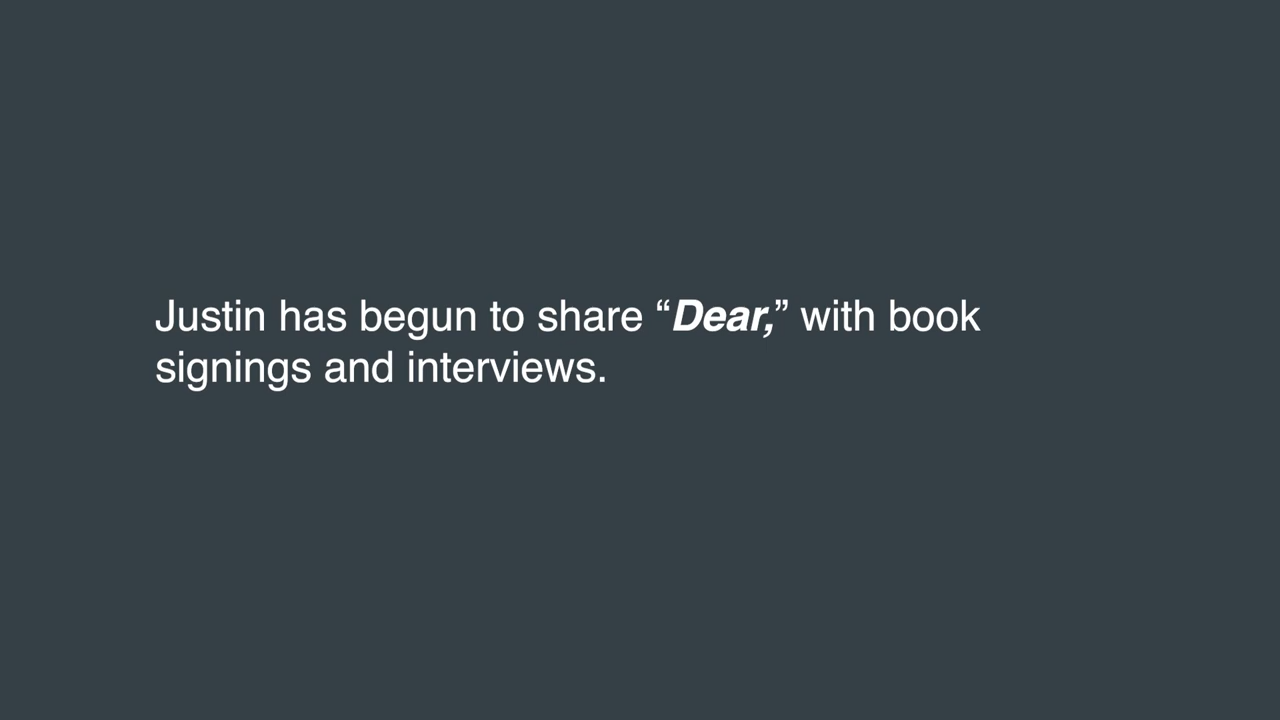 Justin has begun to share “Dear,” with book
signings and interviews.